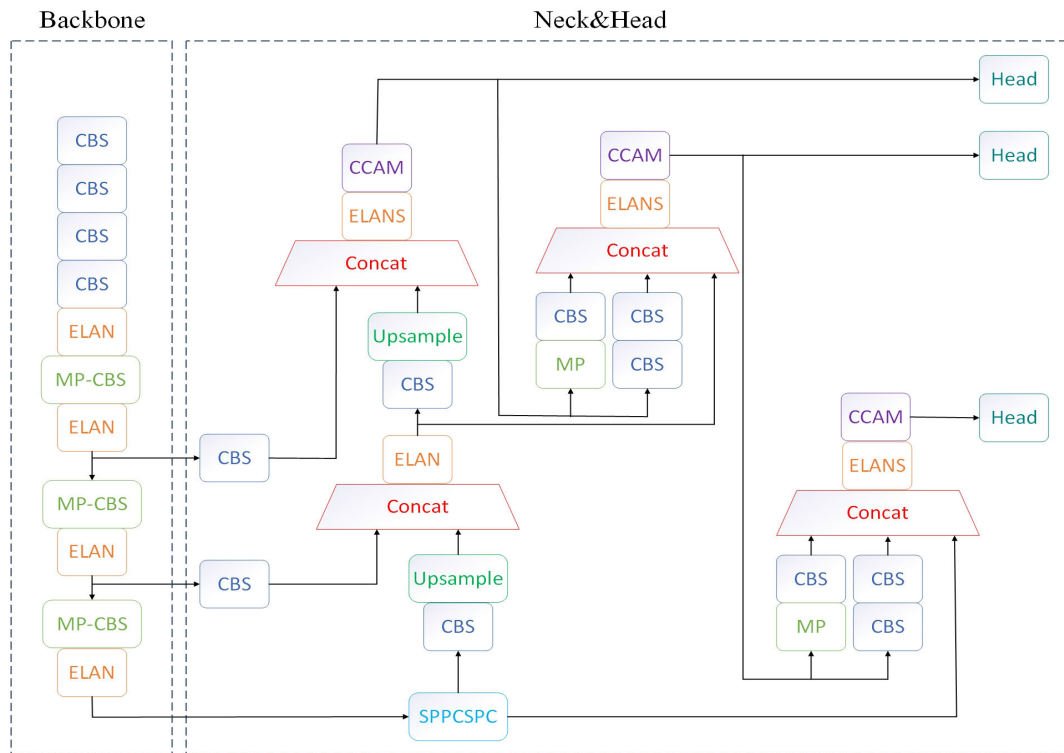 Backbone
Neck&Head
Head
CBS
CCAM
CCAM
Head
CBS
ELANS
ELANS
CBS
Concat
Concat
CBS
ELAN
Upsample
CBS
CBS
MP-CBS
CBS
MP
CBS
ELAN
CCAM
Head
CBS
ELAN
ELANS
MP-CBS
Concat
Concat
ELAN
CBS
Upsample
CBS
CBS
MP-CBS
CBS
MP
CBS
ELAN
SPPCSPC